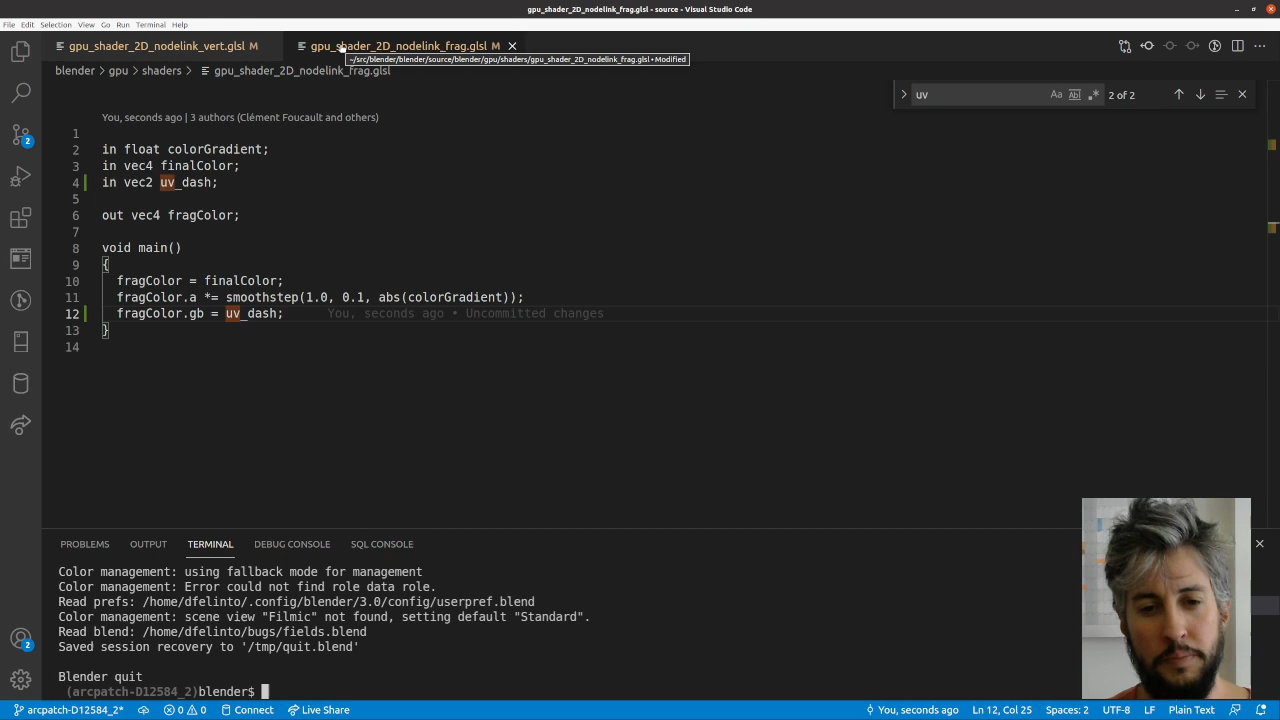 gpu_shader_2D_nodelink_frag.glsl - source - Visual Studio Code
File Edit Selection View Go Run Terminal Help
gpu_shader_2D_nodelink_vert.glsl M
gpu_shader_2D_nodelink_frag.glsl M
~/src/blender/blender/source/blender/gpu/shaders/gpu_shader_2D_nodelink_frag.glsl • Modified
blender > gpu > shaders > gpu_shader_2D_nodelink_frag.glsl
uv
Aa Abl .* 2 of 2
You, seconds ago | 3 authors (Clément Foucault and others)
1
2 in float colorGradient;
3 in vec4 finalColor;
4 in vec2 uv_dash;
5
6 out vec4 fragColor;
7
8 void main()
9 {
10 fragColor = finalColor;
11 fragColor.a *= smoothstep(1.0, 0.1, abs(colorGradient));
12 fragColor.gb = uv_dash; You, seconds ago • Uncommitted changes
13 }
14
2
2
PROBLEMS OUTPUT TERMINAL DEBUG CONSOLE SQL CONSOLE
Color management: using fallback mode for management
Color management: Error could not find role data role.
Read prefs: /home/dfelinto/.config/blender/3.0/config/userpref.blend
Color management: scene view "Filmic" not found, setting default "Standard".
Read blend: /home/dfelinto/bugs/fields.blend
Saved session recovery to '/tmp/quit.blend'
Blender quit
(arcpatch-D12584_2)blender$
arcpatch-D12584_2* 0 0 Connect Live Share
You, seconds ago Ln 12, Col 25 Spaces: 2 UTF-8 LF Plain Text